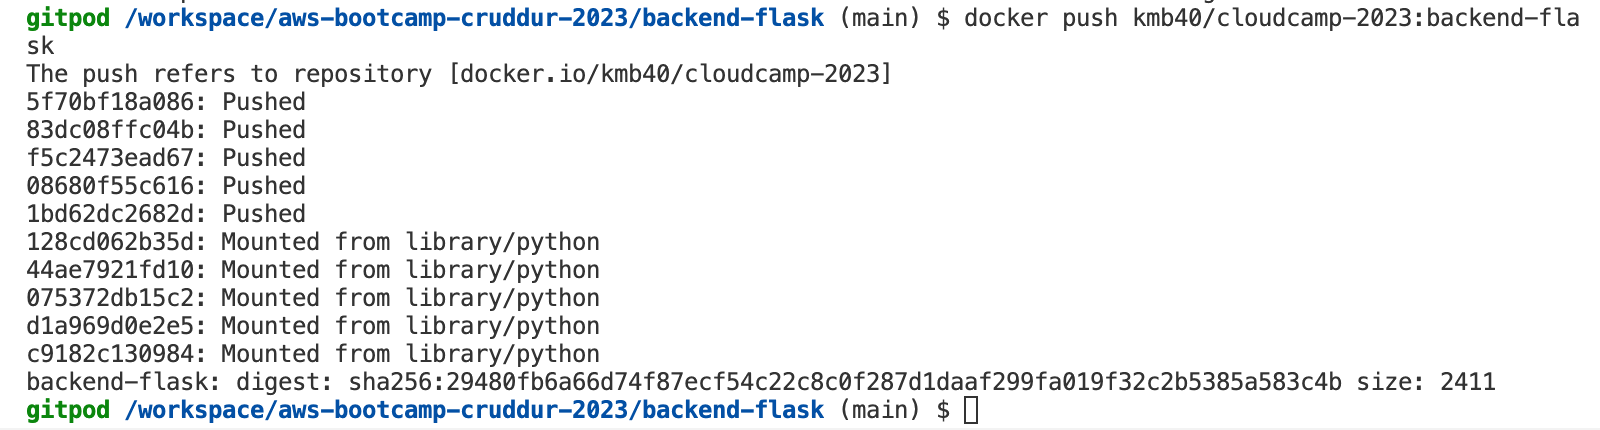 gitpod /workspace/aws-bootcamp-cruddur-2023/backend-flask (main) $ docker push kmb40/cloudcamp-2023:backend-fla
sk
The push refers to repository [docker.io/kmb40/cloudcamp-2023]
5f70bf18a086: Pushed
83dc08ffc04b: Pushed
f5c2473ead67: Pushed
08680f55c616: Pushed
1bd62dc2682d: Pushed
128cd062b35d: Mounted from library/python
44ae7921fd10: Mounted from library/python
075372db15c2: Mounted from library/python
d1a969d0e2e5: Mounted from library/python
c9182c130984: Mounted from library/python
backend-flask: digest: sha256:29480fb6a66d74f87ecf54c22c8c0f287d1daaf299fa019f32c2b5385a583c4b size: 2411
gitpod /workspace/aws-bootcamp-cruddur-2023/backend-flask (main) $